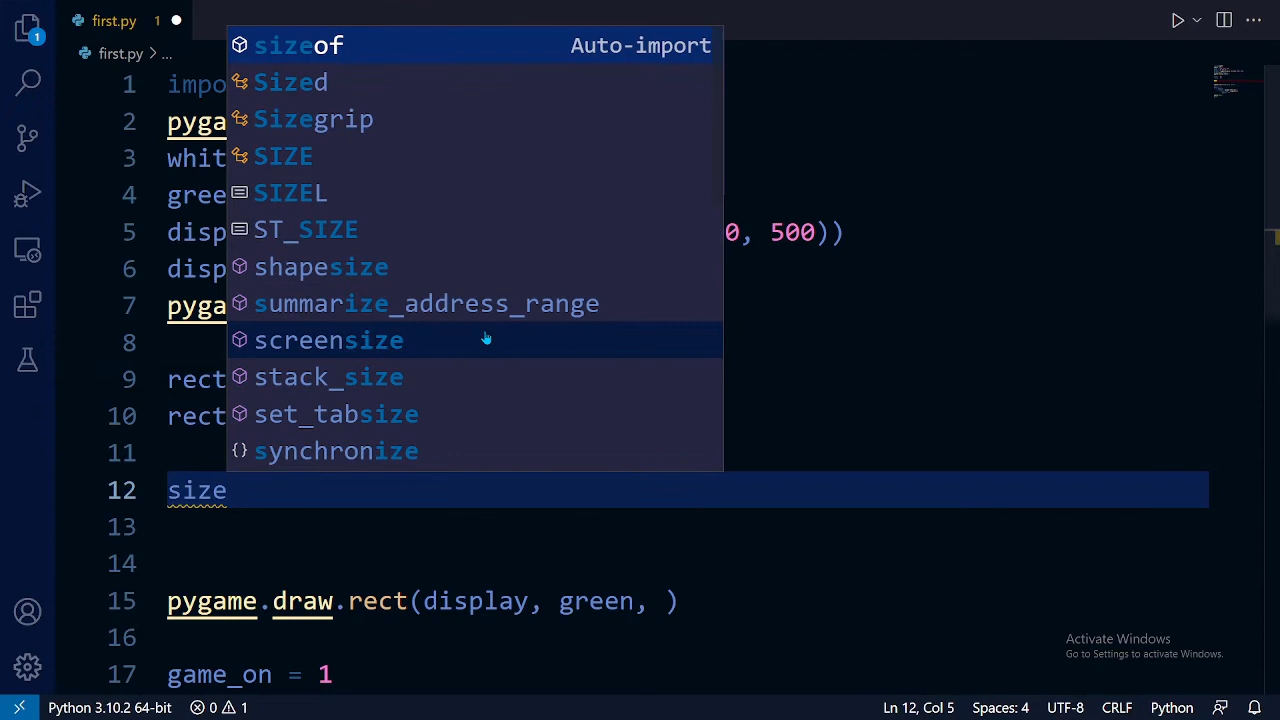 first.py 1
first.py > ...
1
sizeof Auto-import
Sized
Sizegrip
SIZE
SIZEL
ST_SIZE
shapesize
summarize_address_range
screensize
stack_size
set_tabsize
synchronize
1 impo
2 pyga
3 whit
4 gree
5 disp 0, 500))
6 disp
7 pyga
8
9 rect
10 rect
11
12 size
13
14
15 pygame.draw.rect(display, green, )
16
17 game_on = 1
Activate Windows
Go to Settings to activate Windows.
Python 3.10.2 64-bit 0 1 Ln 12, Col 5 Spaces: 4 UTF-8 CRLF Python